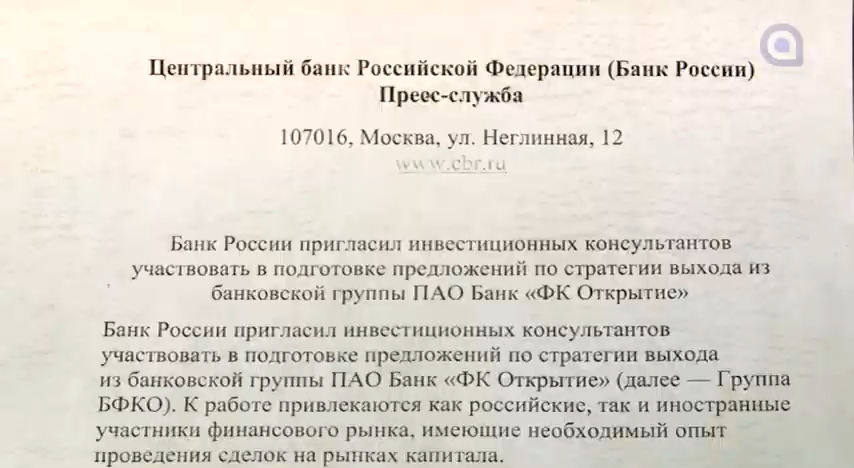 Центральный банк Российской Федерации (Банк России)
Преес-служба
107016, Москва, ул. Неглинная, 12
www.cbr.ru
Банк России пригласил инвестиционных консультантов
участвовать в подготовке предложений по стратегии выхода из
банковской группы ПАО Банк «ФК Открытие»
Банк России пригласил инвестиционных консультантов
участвовать в подготовке предложений по стратегии выхода
из банковской группы ПАО Банк «ФК Открытие» (далее — Группа
БФКО). К работе привлекаются как российские, так и иностранные
участники финансового рынка, имеющие необходимый опыт
проведения сделок на рынках капитала.